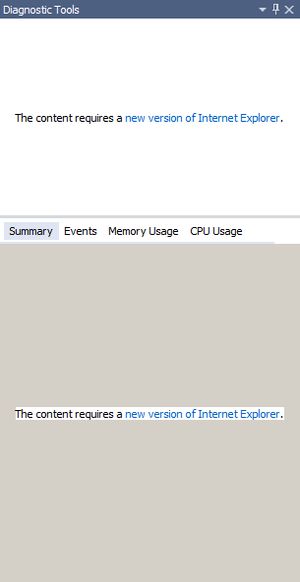 Diagnostic Tools
The content requires a new version of Internet Explorer.
Summary Events Memory Usage CPU Usage
The content requires a new version of Internet Explorer.